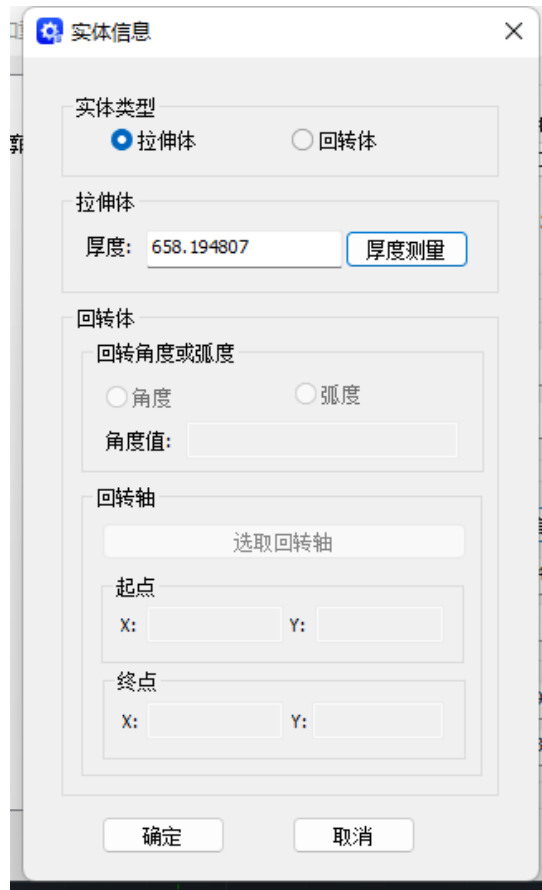 实体信息
实体类型
拉伸体 回转体
拉伸体
厚度: 658.194807 厚度测量
回转体
回转角度或弧度
角度 弧度
角度值:
回转轴
选取回转轴
起点
X: Y:
终点
X: Y:
确定 取消